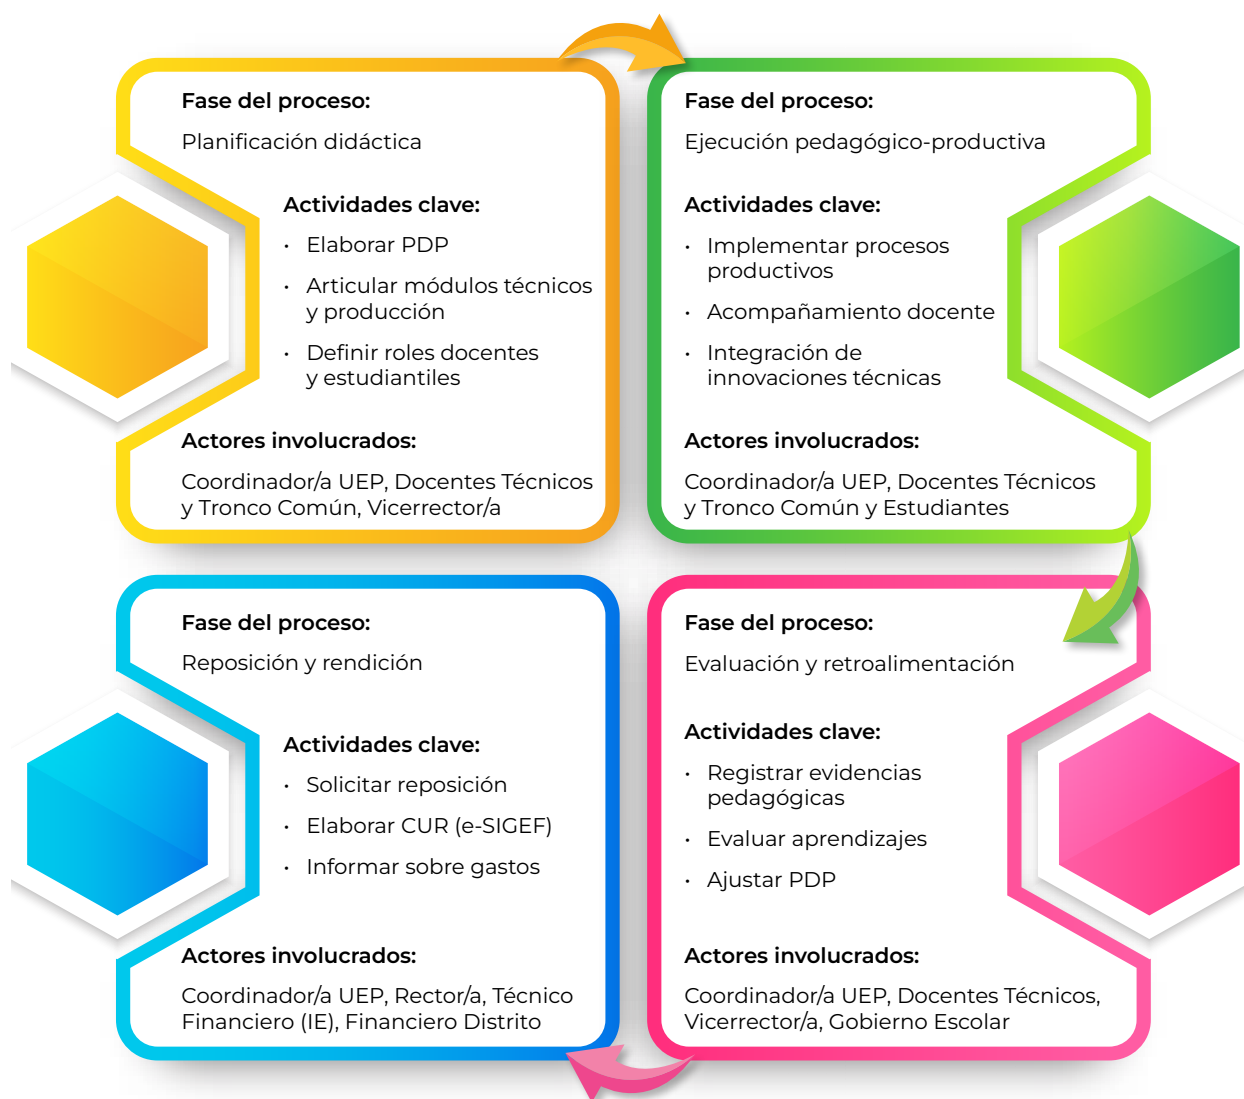 Fase del proceso:
Planificación didáctica
Actividades clave:
• Elaborar PDP
• Articular módulos técnicos
y producción
• Definir roles docentes
y estudiantiles
Actores involucrados:
Coordinador/a UEP, Docentes Técnicos
y Tronco Común, Vicerrector/a
Fase del proceso:
Ejecución pedagógico-productiva
Actividades clave:
• Implementar procesos
productivos
• Acompañamiento docente
• Integración de
innovaciones técnicas
Actores involucrados:
Coordinador/a UEP, Docentes Técnicos
y Tronco Común y Estudiantes
Fase del proceso:
Reposición y rendición
Actividades clave:
• Solicitar reposición
• Elaborar CUR (e-SIGEF)
• Informar sobre gastos
Actores involucrados:
Coordinador/a UEP, Rector/a, Técnico
Financiero (IE), Financiero Distrito
Fase del proceso:
Evaluación y retroalimentación
Actividades clave:
• Registrar evidencias
pedagógicas
• Evaluar aprendizajes
• Ajustar PDP
Actores involucrados:
Coordinador/a UEP, Docentes Técnicos,
Vicerrector/a, Gobierno Escolar